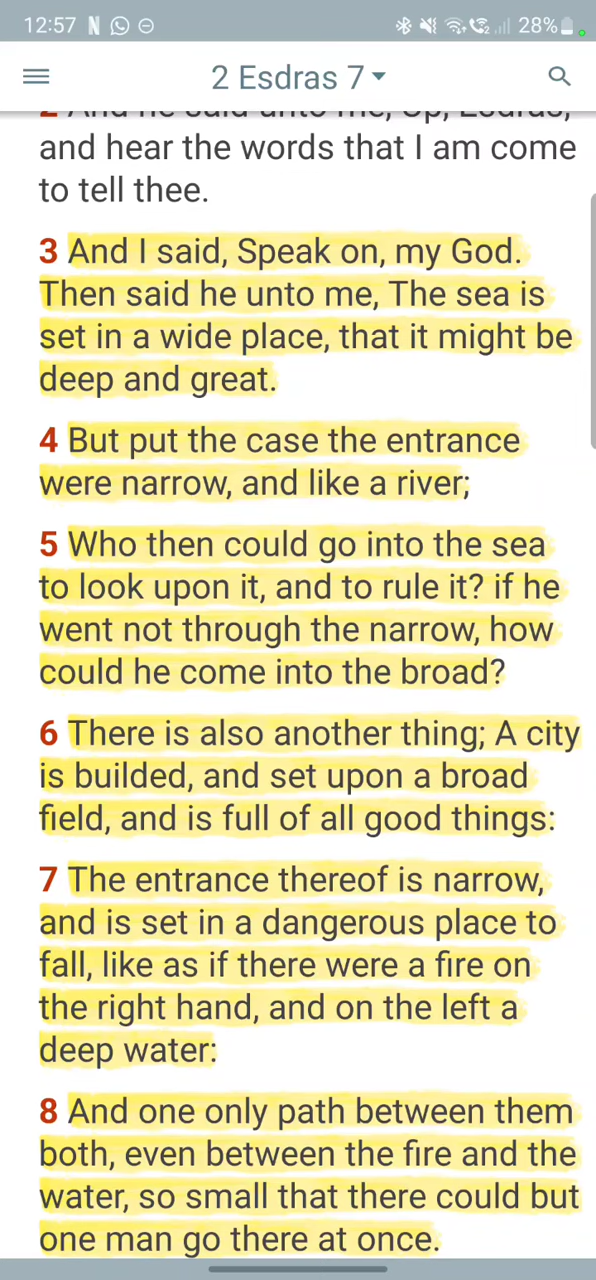 12:57 N 28%
2 Esdras 7
2 And he said unto me, Up, Esdras,
and hear the words that I am come
to tell thee.
3 And I said, Speak on, my God.
Then said he unto me, The sea is
set in a wide place, that it might be
deep and great.
4 But put the case the entrance
were narrow, and like a river;
5 Who then could go into the sea
to look upon it, and to rule it? if he
went not through the narrow, how
could he come into the broad?
6 There is also another thing; A city
is builded, and set upon a broad
field, and is full of all good things:
7 The entrance thereof is narrow,
and is set in a dangerous place to
fall, like as if there were a fire on
the right hand, and on the left a
deep water:
8 And one only path between them
both, even between the fire and the
water, so small that there could but
one man go there at once.